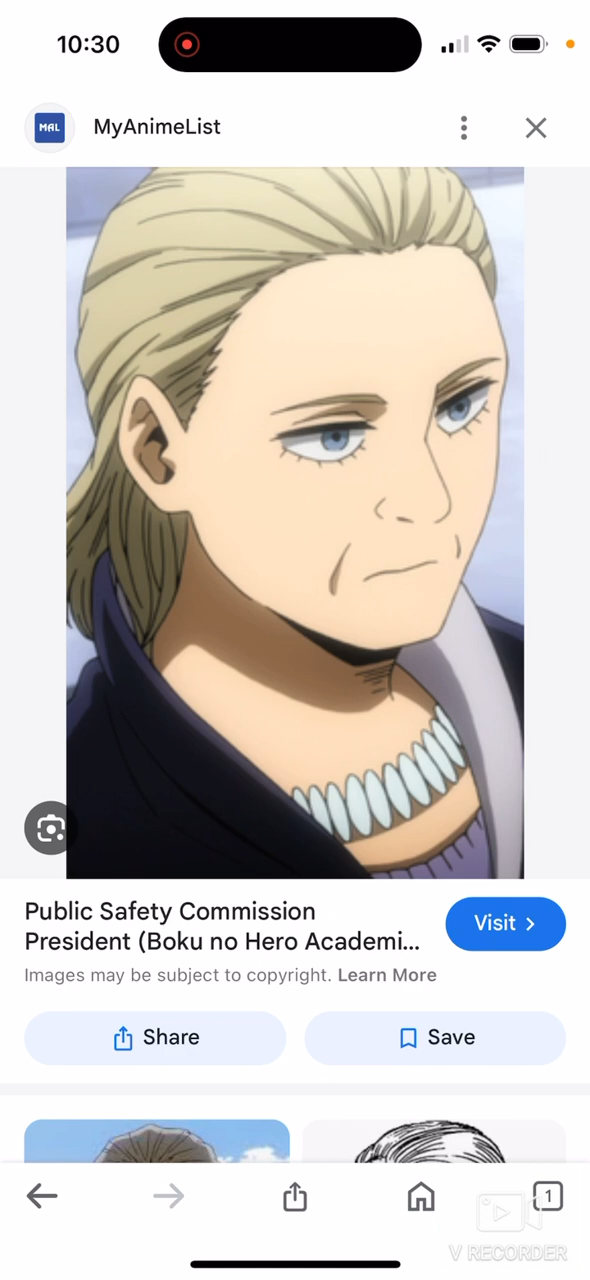 10:30
MAL
MyAnimeList
Public Safety Commission
President (Boku no Hero Academi...
Visit
Images may be subject to copyright. Learn More
Share
Save
1
V RECORDER